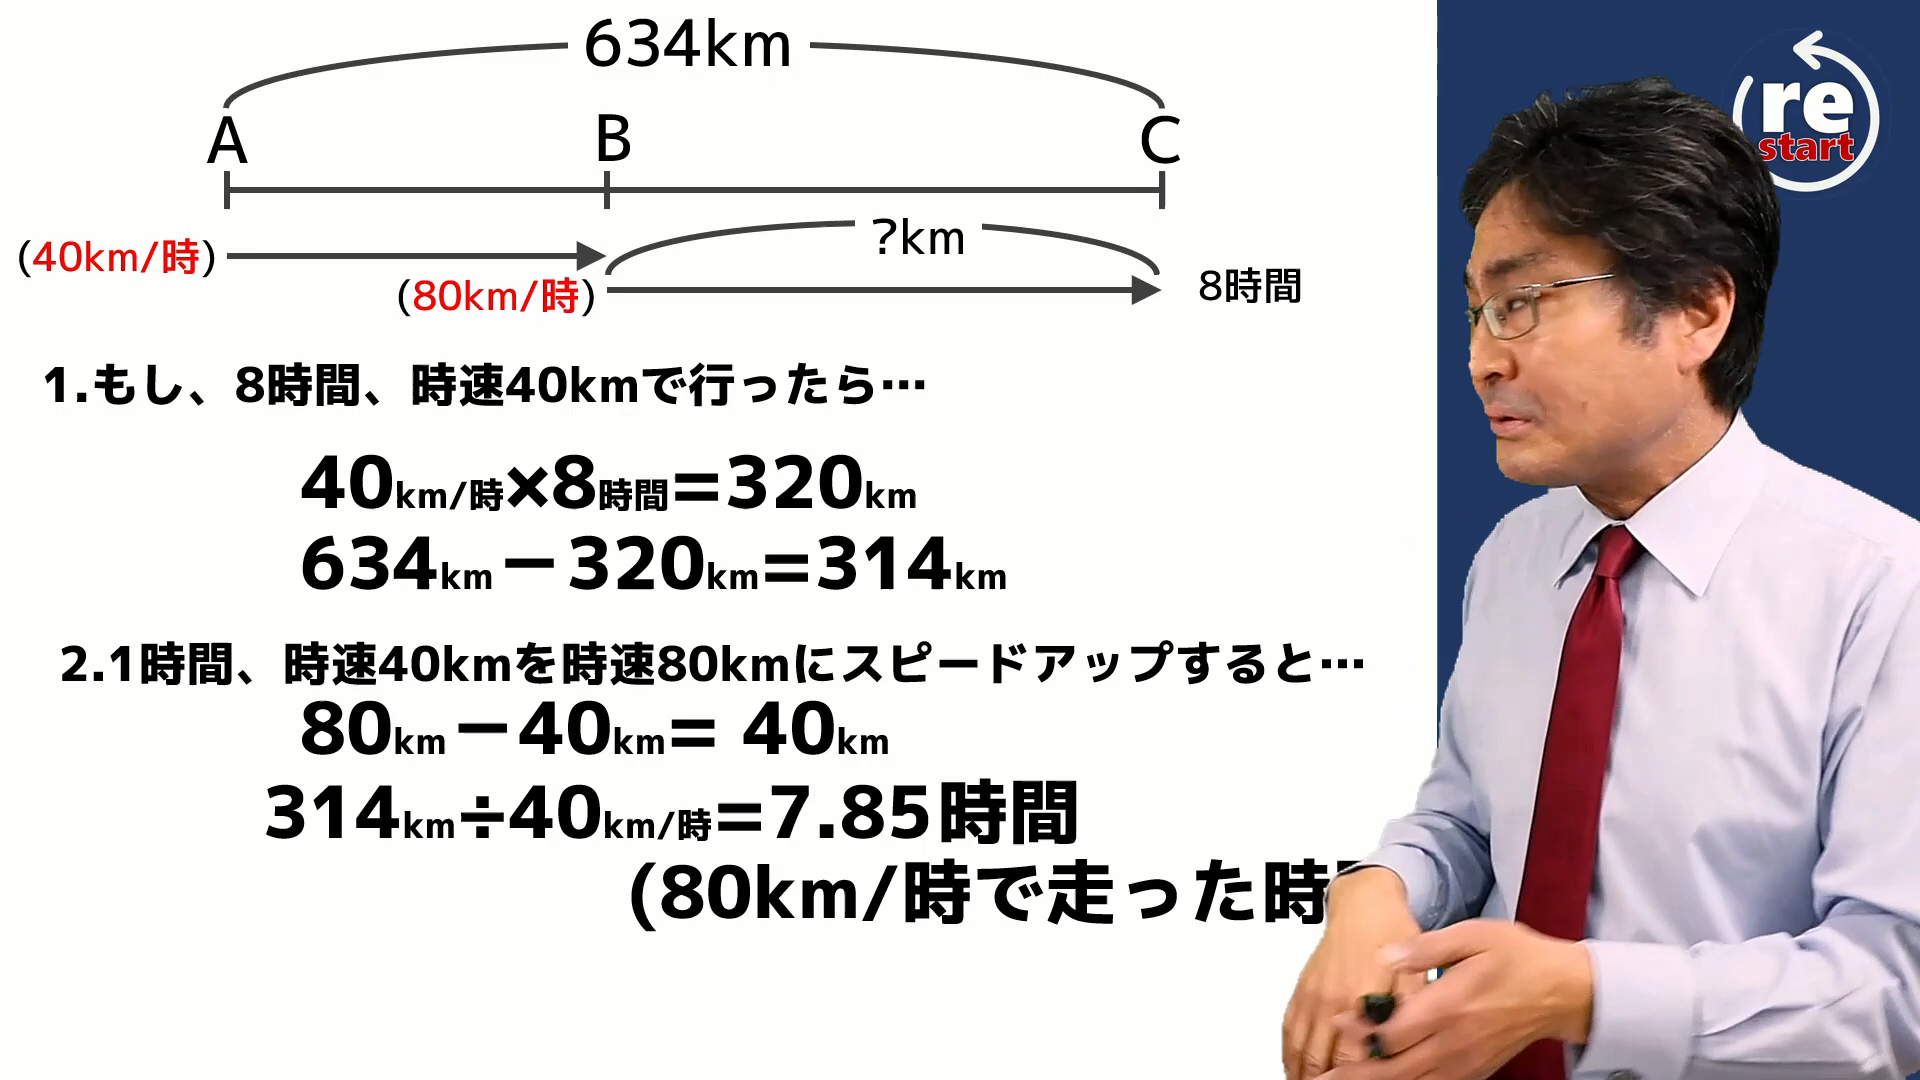 634km
re
start
A B C
?km
(40km/時)
(80km/時)
8時間
1.もし、8時間、時速40kmで行ったら…
40km/時×8時間=320km
634km－320km=314km
2.1時間、時速40kmを時速80kmにスピードアップすると…
80km－40km= 40km
314km÷40km/時=7.85時間
(80km/時で走った時